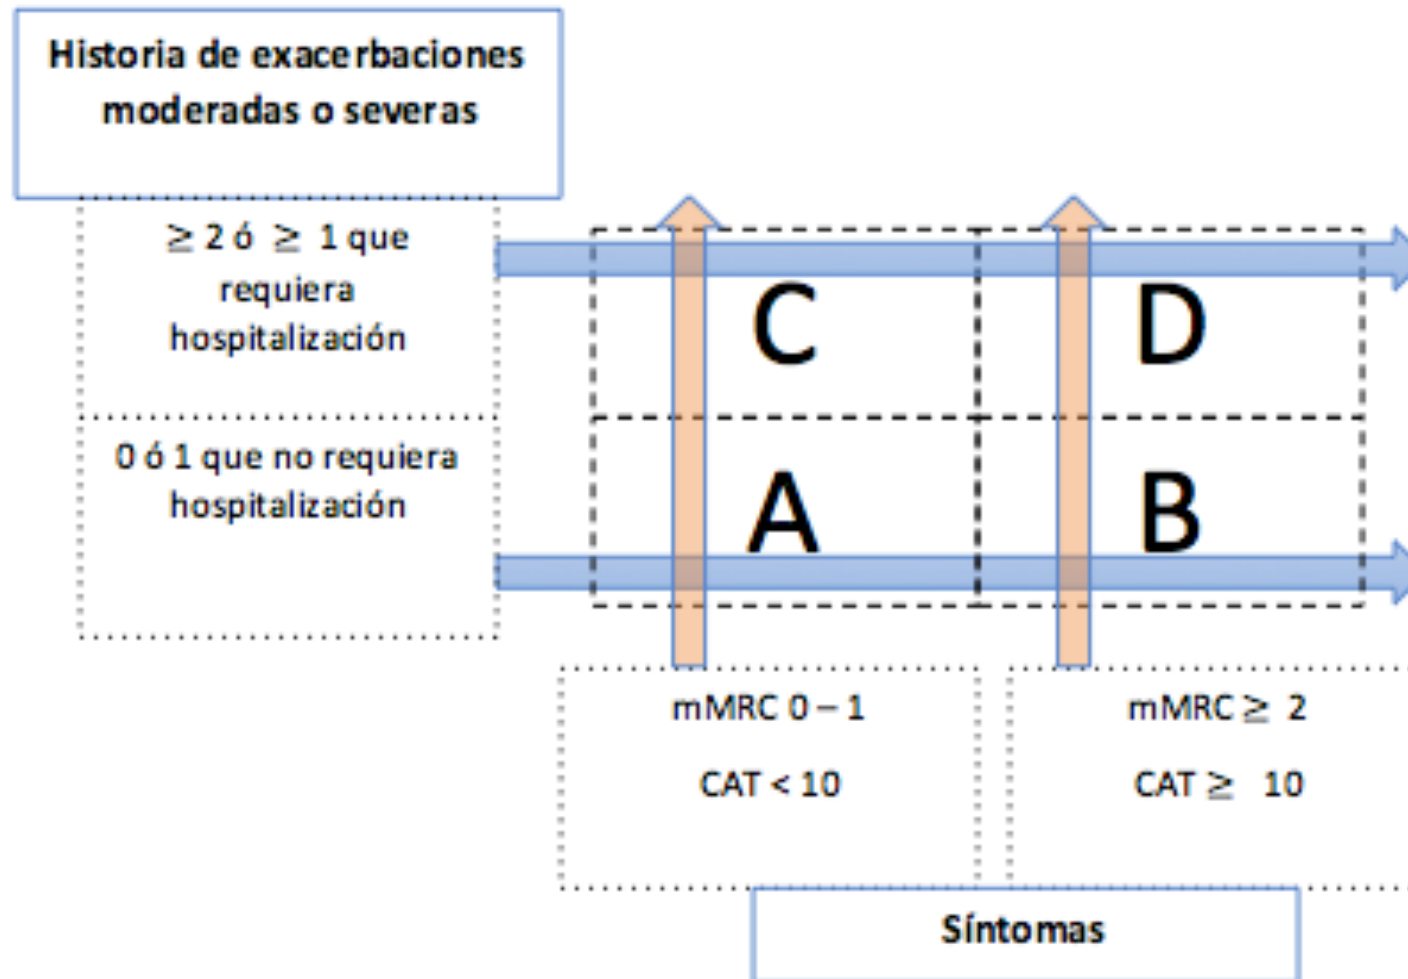 Historia de exacerbaciones
moderadas o severas
≥ 2 ó ≥ 1 que
requiera
hospitalización
C
D
0 ó 1 que no requiera
hospitalización
A
B
mMRC 0 – 1
CAT < 10
mMRC ≥ 2
CAT ≥ 10
Síntomas